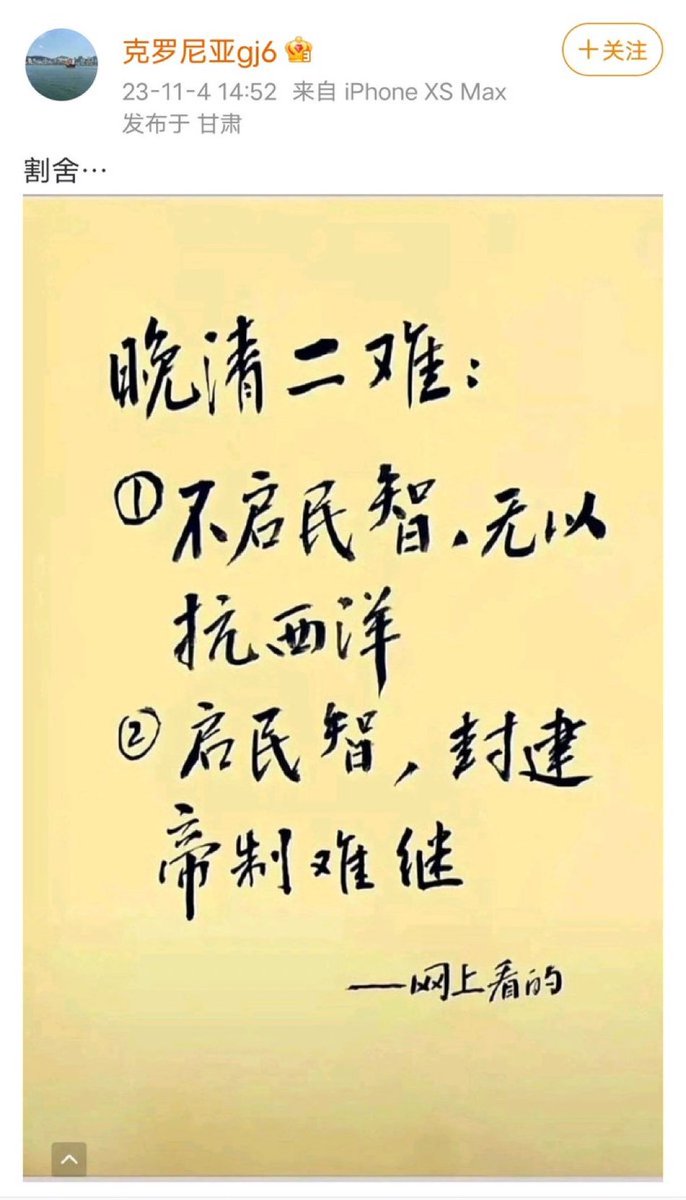 克罗尼亚gj6
+关注
23-11-4 14:52 来自 iPhone XS Max
发布于 甘肃
割舍…
晚清二难：
①不启民智，无以
抗西洋
②启民智，封建
帝制难继
——网上看的